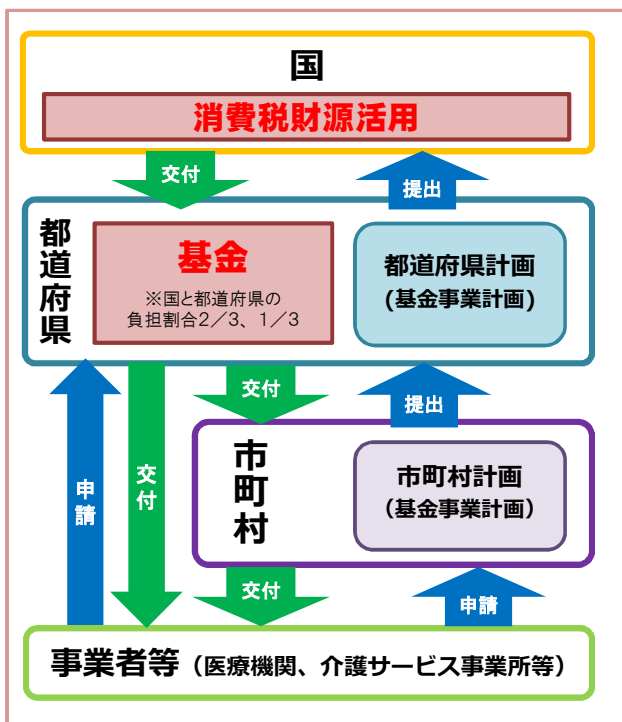 国
消費税財源活用
交付
提出
都道府県
基金
※国と都道府県の
負担割合2／3、1／3
都道府県計画
(基金事業計画)
申請
交付
交付
提出
市町村
市町村計画
（基金事業計画）
交付
申請
事業者等（医療機関、介護サービス事業所等）